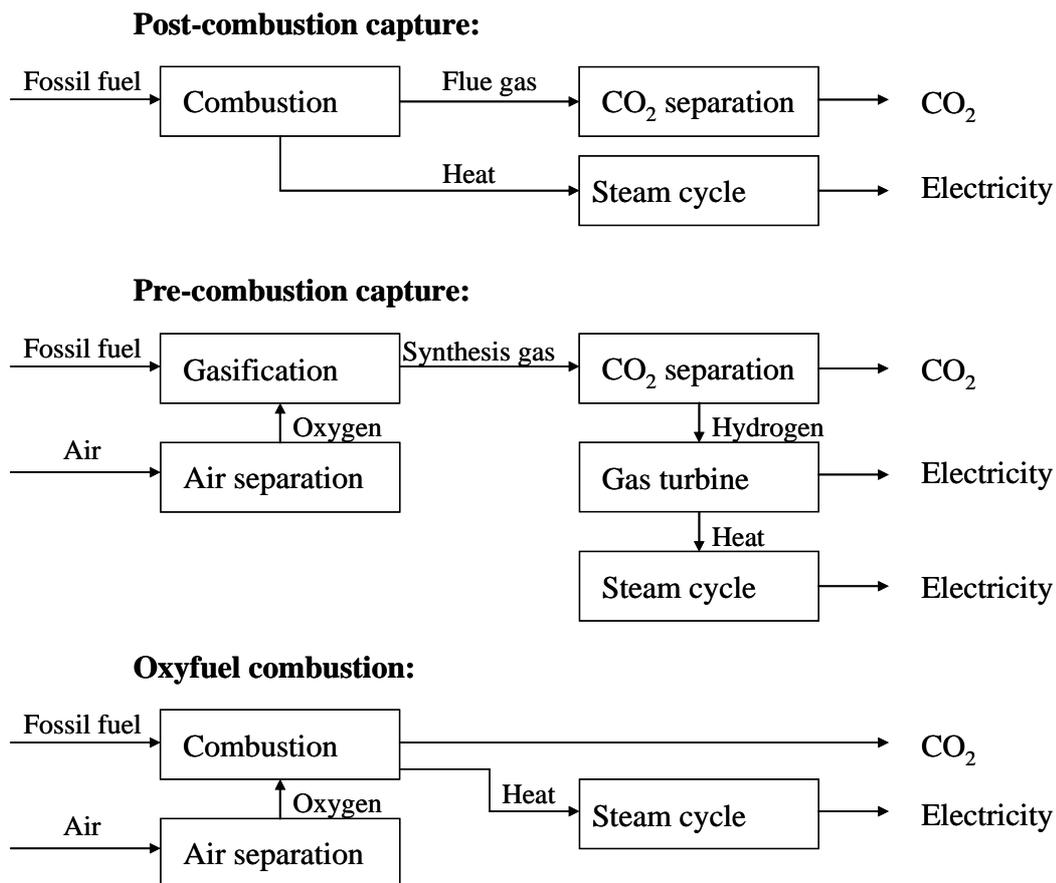 Post-combustion capture:
Fossil fuel
Combustion
Flue gas
CO₂ separation
CO₂
Heat
Steam cycle
Electricity
Pre-combustion capture:
Fossil fuel
Gasification
Synthesis gas
CO₂ separation
CO₂
Oxygen
Hydrogen
Air
Air separation
Gas turbine
Electricity
Heat
Steam cycle
Electricity
Oxyfuel combustion:
Fossil fuel
Combustion
CO₂
Oxygen
Heat
Steam cycle
Electricity
Air
Air separation